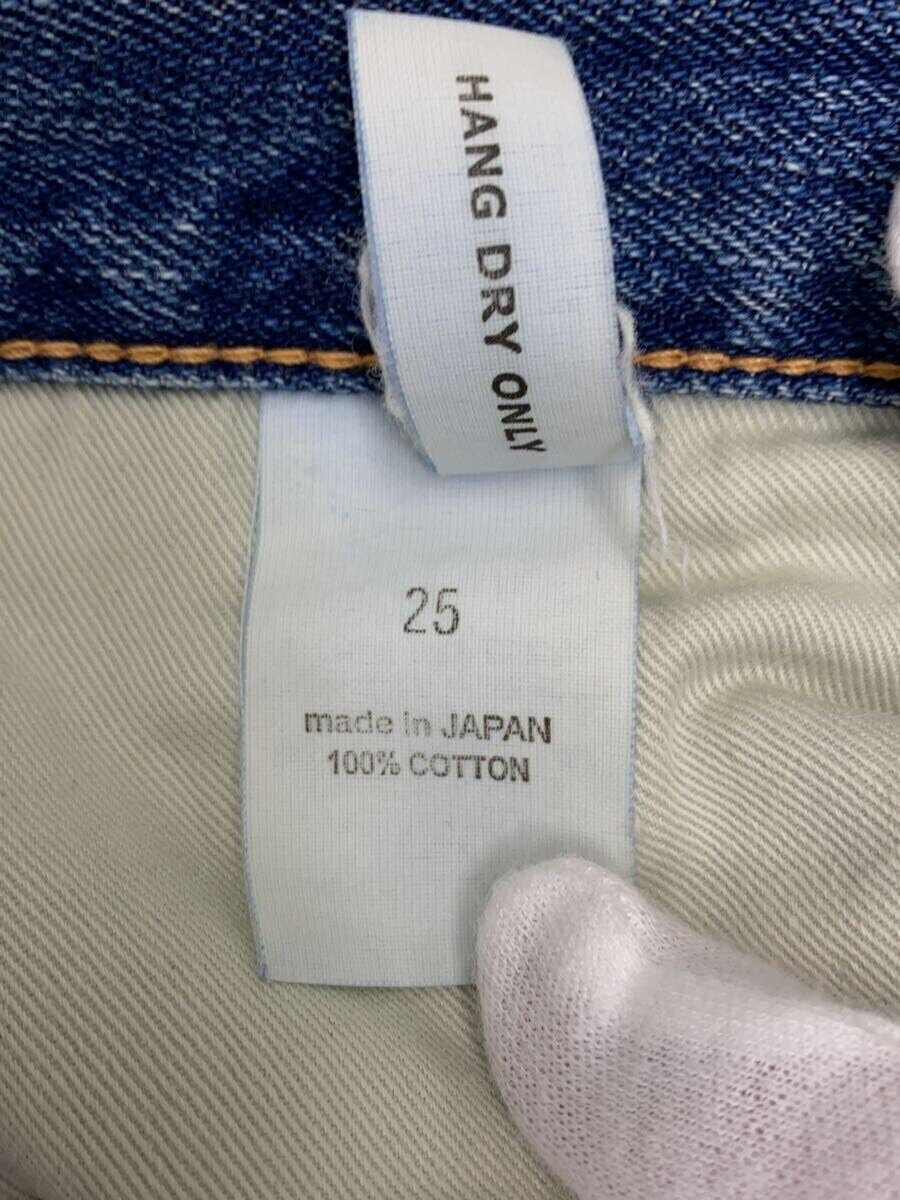 HANG DRY ONLY
25
made in JAPAN
100% COTTON